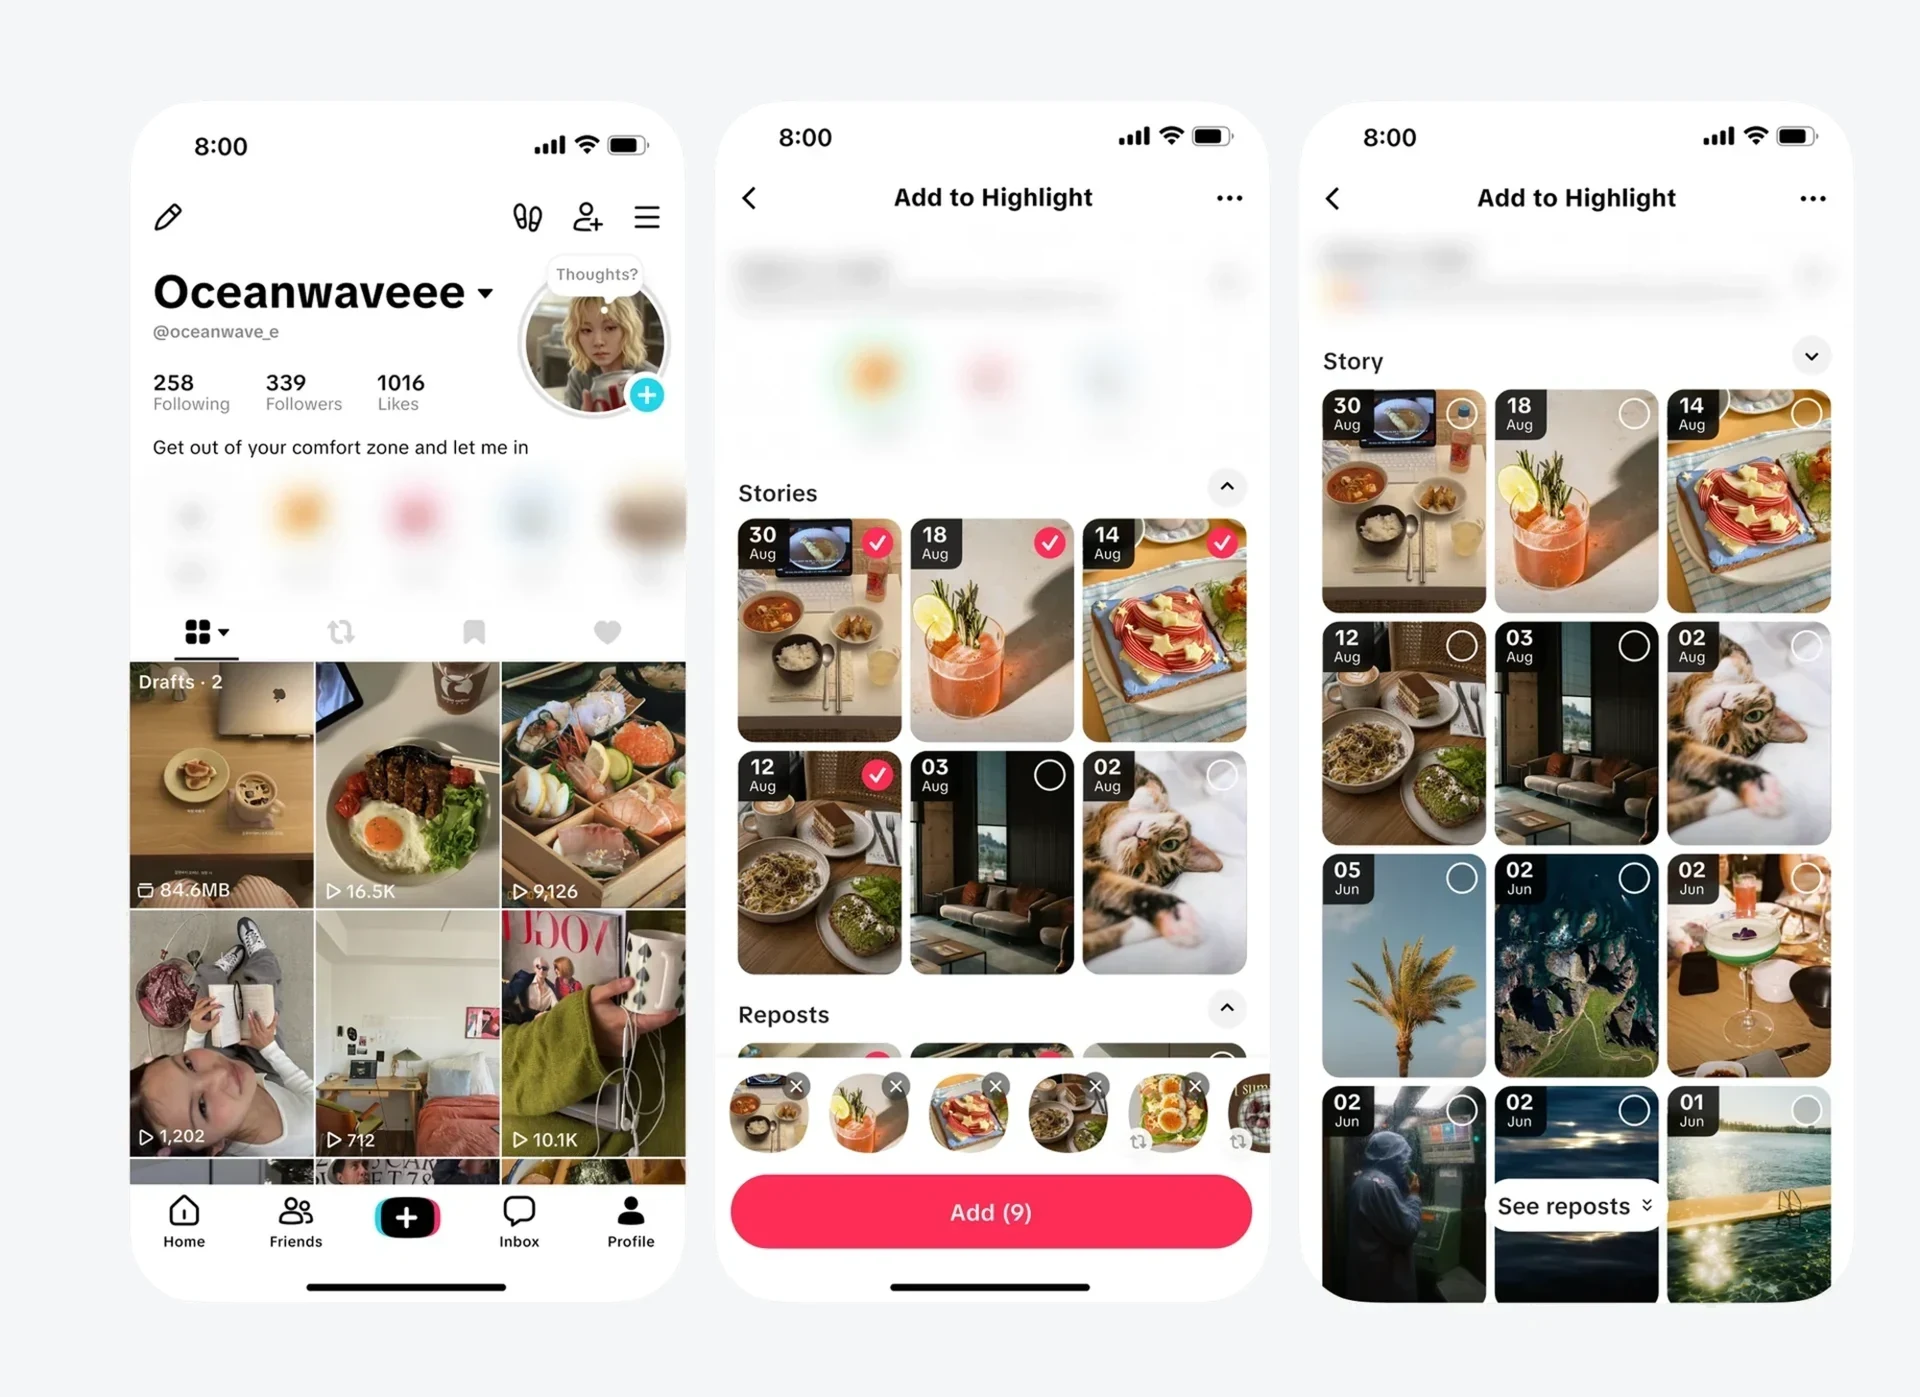 8:00
Thoughts?
Oceanwaveee
@oceanwave_e
258 339 1016
Following Followers Likes
Get out of your comfort zone and let me in
Drafts · 2
84.6MB
16.5K
9,126
VOGUE
1,202
712
10.1K
Home Friends Inbox Profile
8:00
Add to Highlight
Stories
30 Aug
18 Aug
14 Aug
12 Aug
03 Aug
02 Aug
Reposts
Add (9)
8:00
Add to Highlight
Story
30 Aug
18 Aug
14 Aug
12 Aug
03 Aug
02 Aug
05 Jun
02 Jun
02 Jun
02 Jun
02 Jun
01 Jun
See reposts